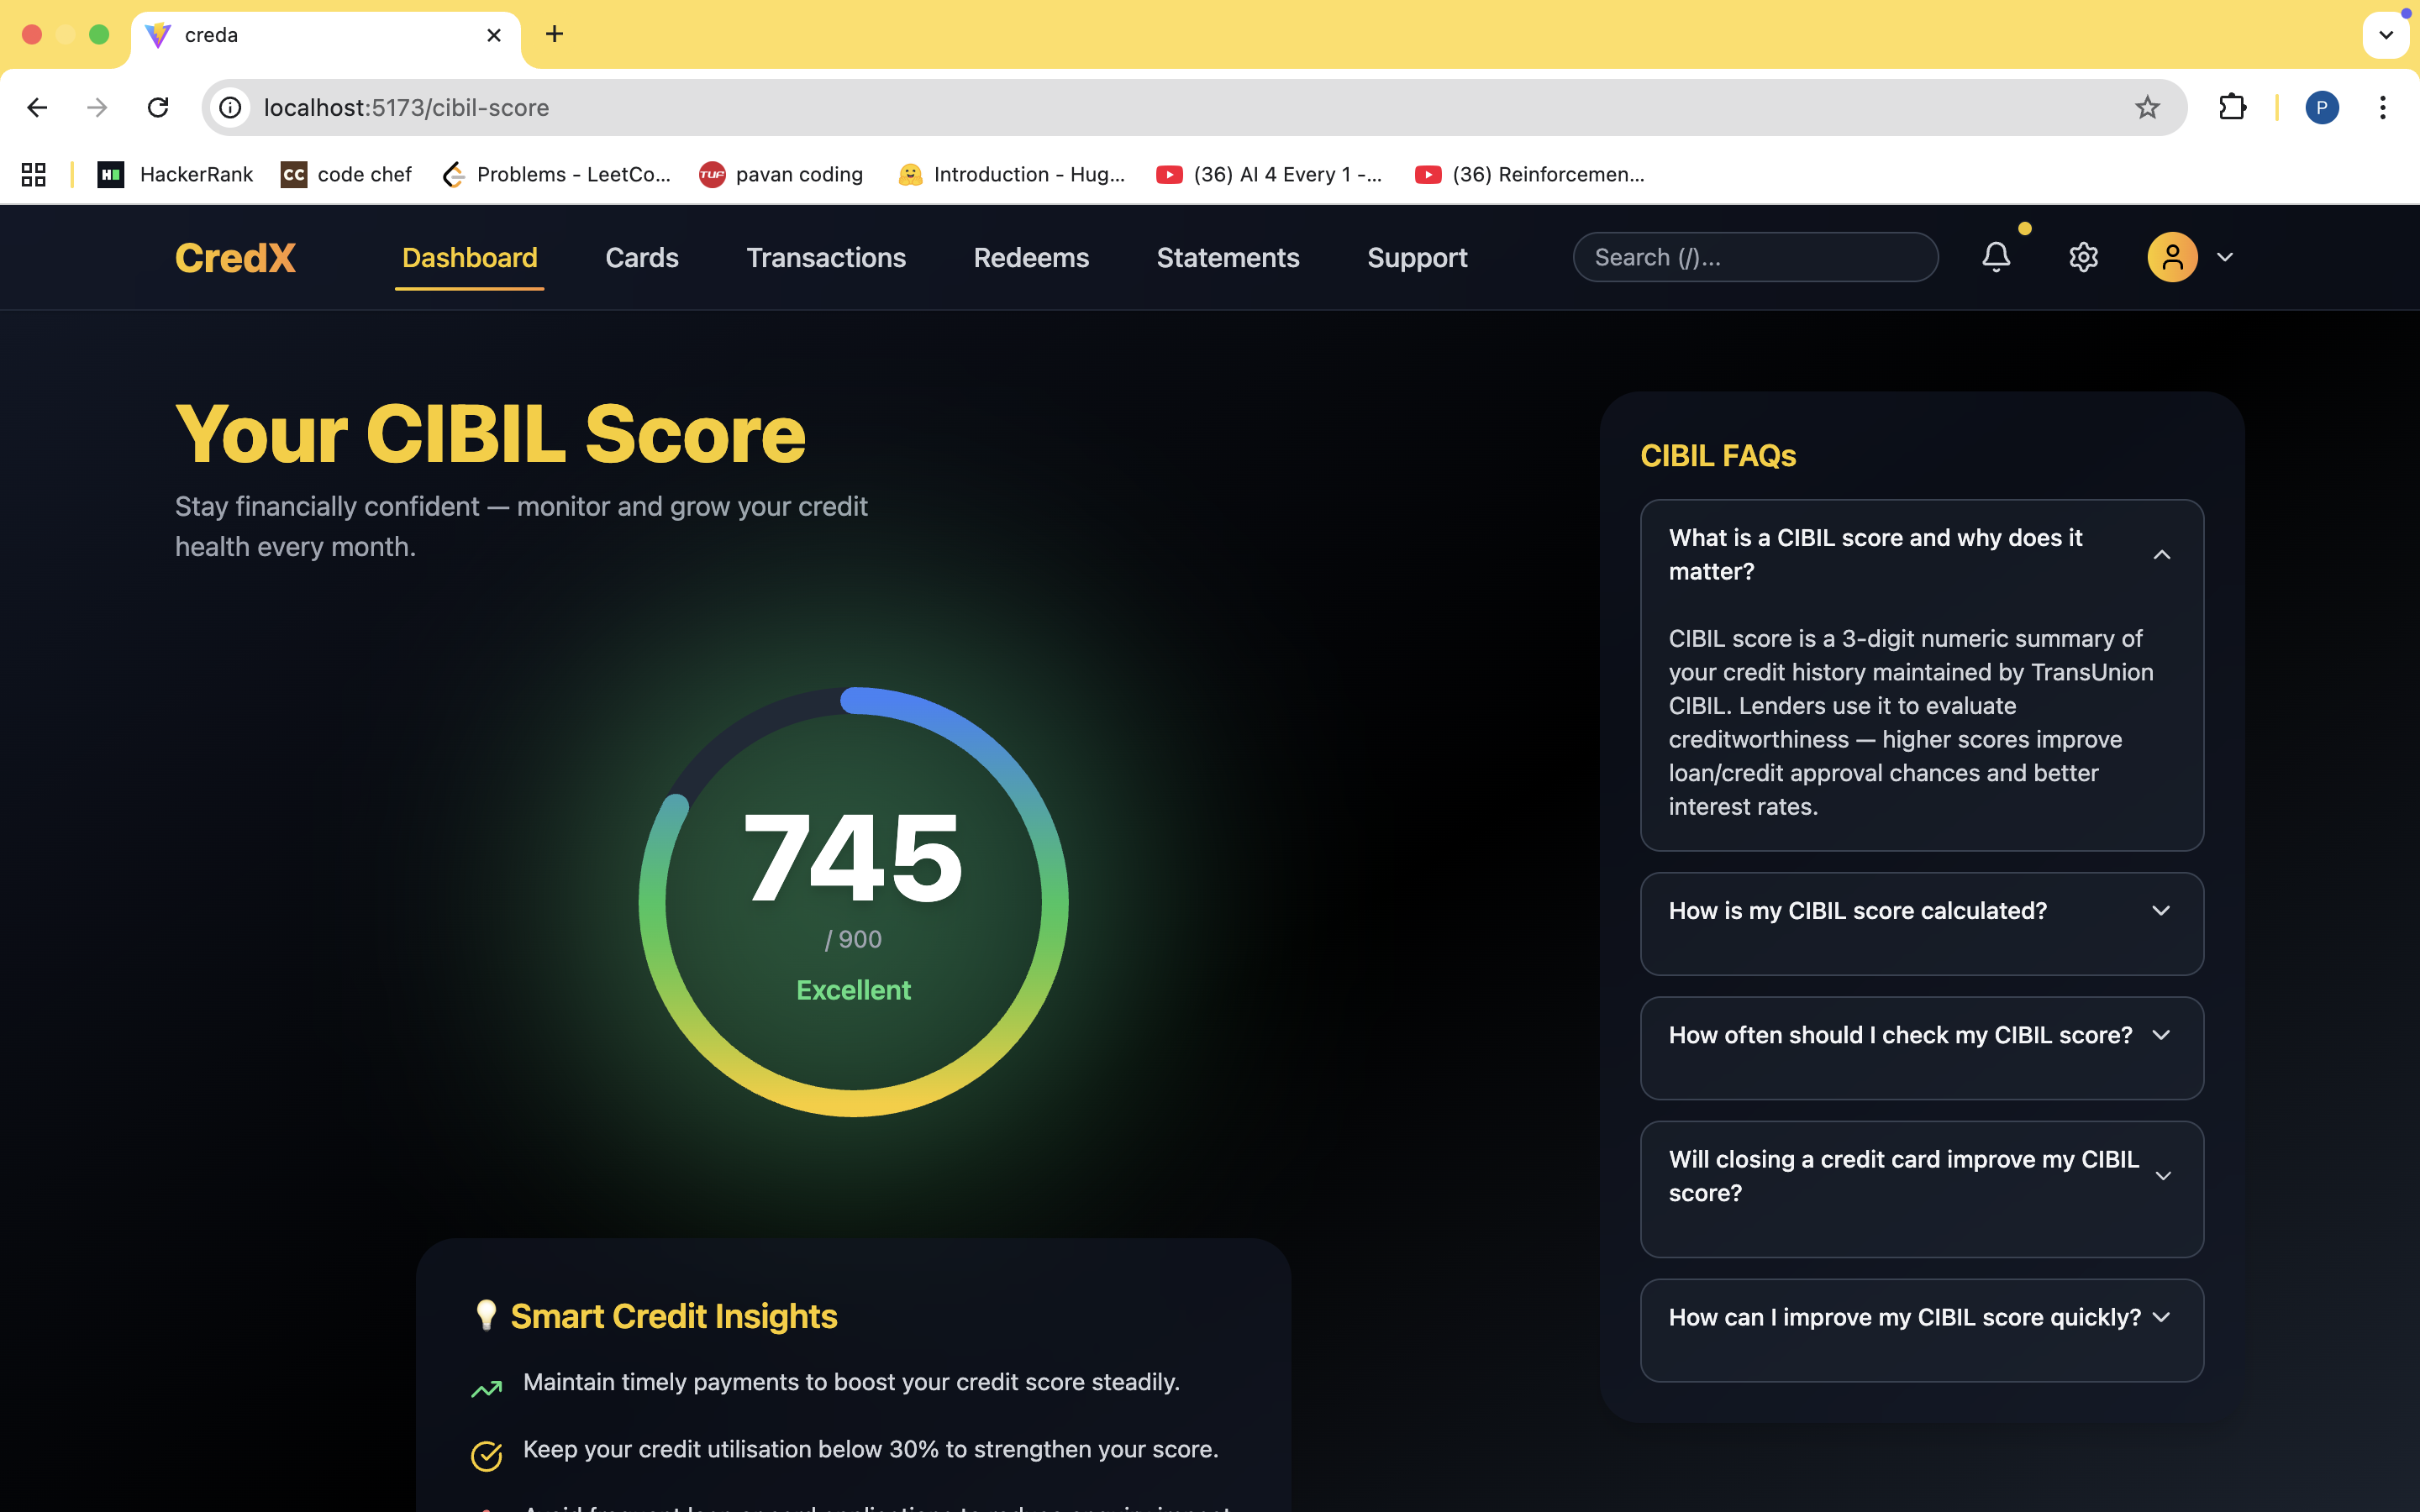 creda
localhost:5173/cibil-score
HackerRank
code chef
Problems - LeetCo...
pavan coding
Introduction - Hug...
(36) AI 4 Every 1 -...
(36) Reinforcemen...
P
CredX
Dashboard
Cards
Transactions
Redeems
Statements
Support
Search (/)...
Your CIBIL Score
Stay financially confident — monitor and grow your credit
health every month.
745
/ 900
Excellent
💡 Smart Credit Insights
Maintain timely payments to boost your credit score steadily.
Keep your credit utilisation below 30% to strengthen your score.
CIBIL FAQs
What is a CIBIL score and why does it
matter?
CIBIL score is a 3-digit numeric summary of
your credit history maintained by TransUnion
CIBIL. Lenders use it to evaluate
creditworthiness — higher scores improve
loan/credit approval chances and better
interest rates.
How is my CIBIL score calculated?
How often should I check my CIBIL score?
Will closing a credit card improve my CIBIL
score?
How can I improve my CIBIL score quickly?